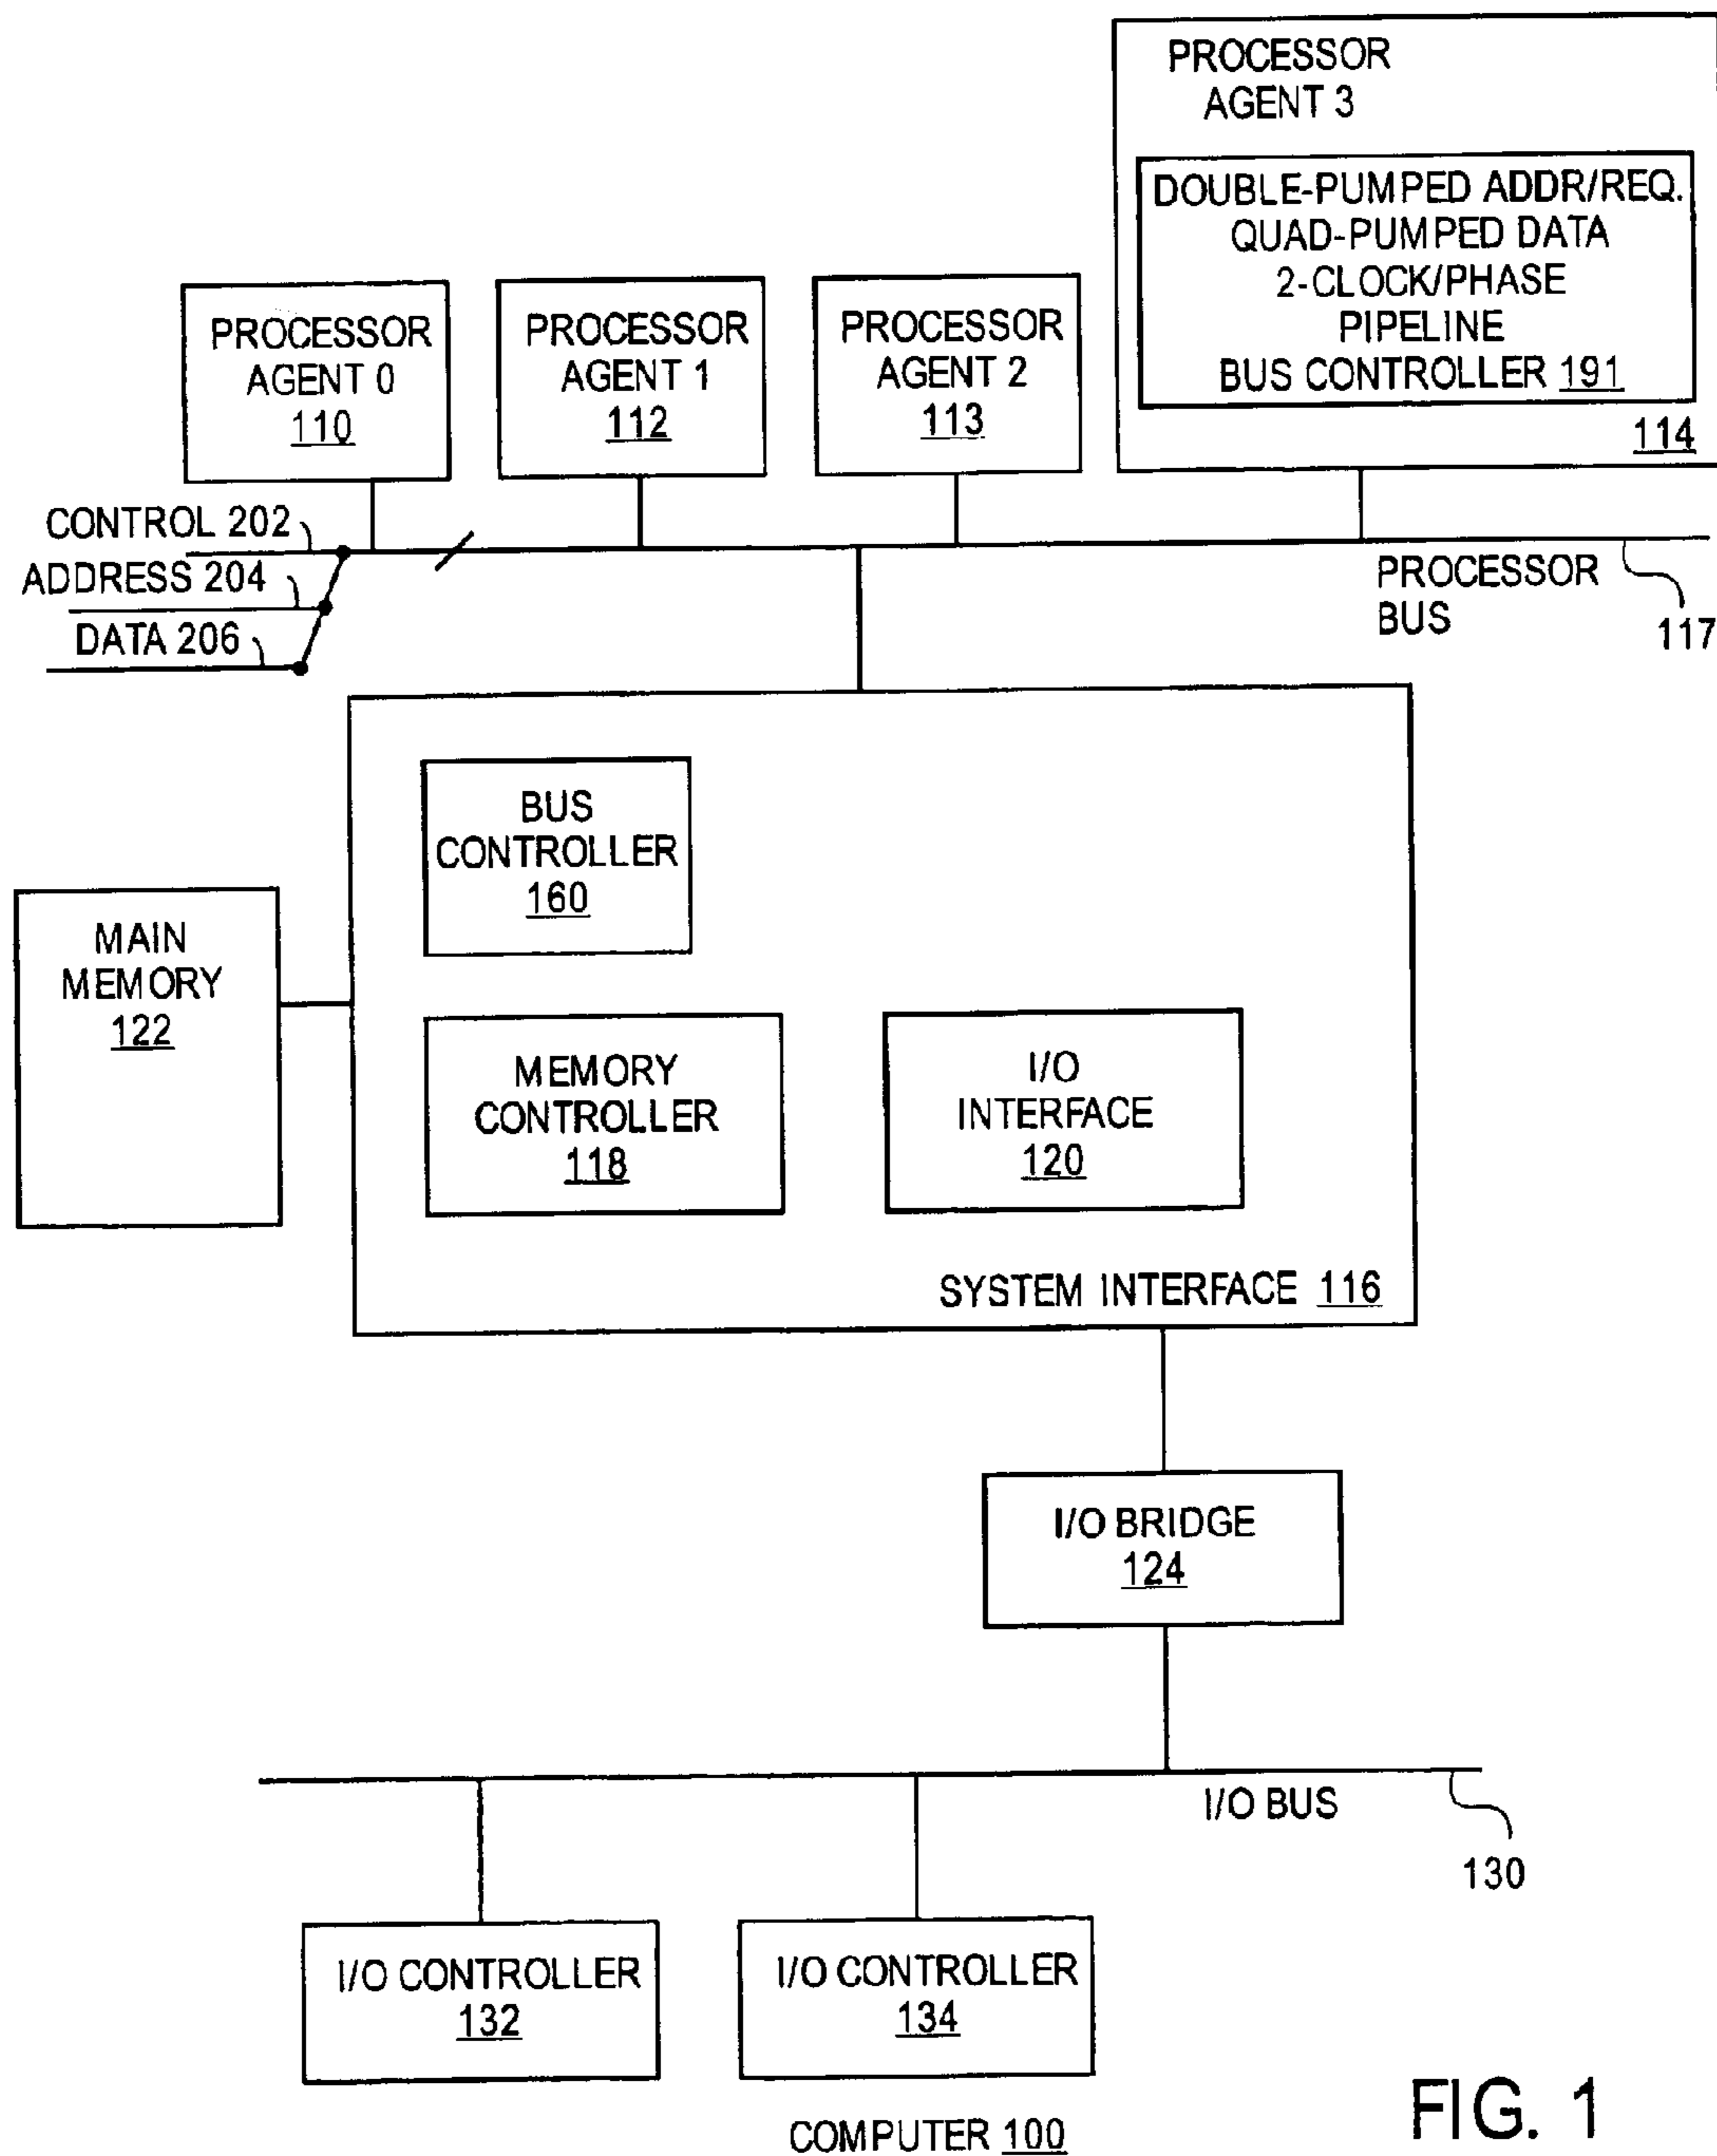 PROCESSOR
AGENT 3
DOUBLE-PUMPED ADDR/REQ.
QUAD-PUMPED DATA
2-CLOCK/PHASE
PIPELINE
BUS CONTROLLER 191
114
PROCESSOR
AGENT 0
110
PROCESSOR
AGENT 1
112
PROCESSOR
AGENT 2
113
CONTROL 202
ADDRESS 204
DATA 206
PROCESSOR
BUS
117
BUS
CONTROLLER
160
MAIN
MEMORY
122
MEMORY
CONTROLLER
118
I/O
INTERFACE
120
SYSTEM INTERFACE 116
I/O BRIDGE
124
I/O BUS
130
I/O CONTROLLER
132
I/O CONTROLLER
134
COMPUTER 100
FIG. 1